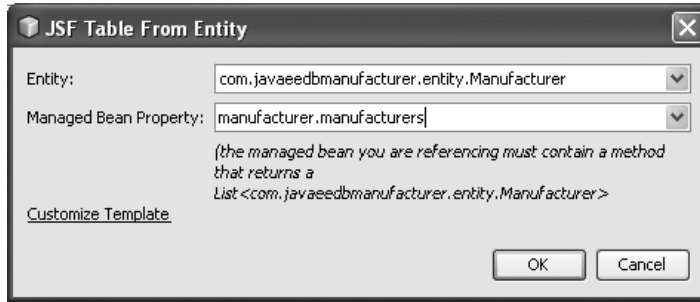 JSF Table From Entity
Entity: com.javaeedbmanufacturer.entity.Manufacturer
Managed Bean Property: manufacturer.manufacturers
(the managed bean you are referencing must contain a method
that returns a
List<com.javaeedbmanufacturer.entity.Manufacturer>
Customize Template
OK Cancel